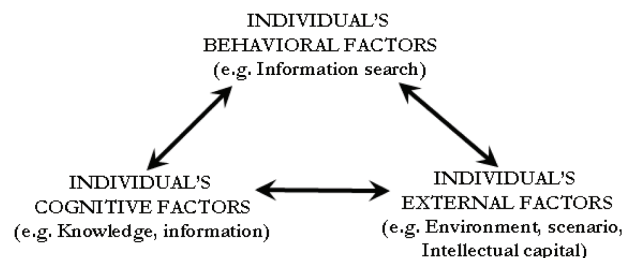 INDIVIDUAL'S
BEHAVIORAL FACTORS
(e.g. Information search)
INDIVIDUAL'S
COGNITIVE FACTORS
(e.g. Knowledge, information)
INDIVIDUAL'S
EXTERNAL FACTORS
(e.g. Environment, scenario,
Intellectual capital)